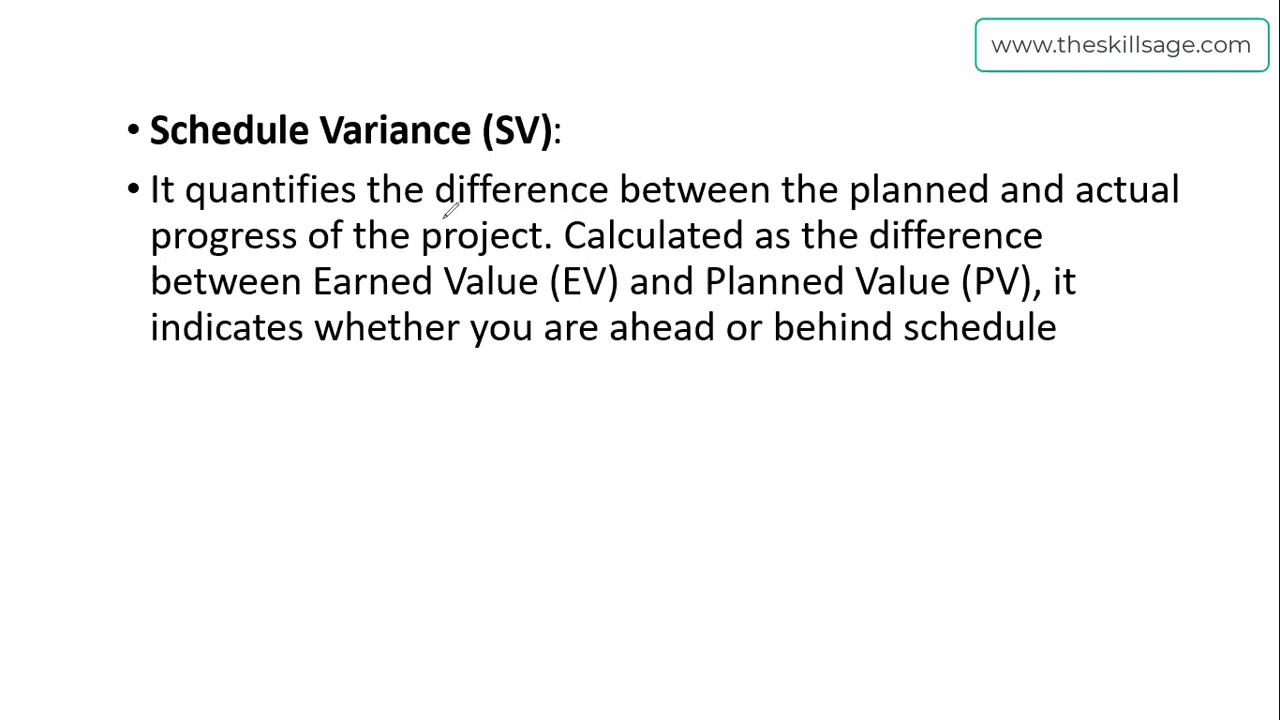 www.theskillsage.com
• Schedule Variance (SV):
• It quantifies the difference between the planned and actual
progress of the project. Calculated as the difference
between Earned Value (EV) and Planned Value (PV), it
indicates whether you are ahead or behind schedule